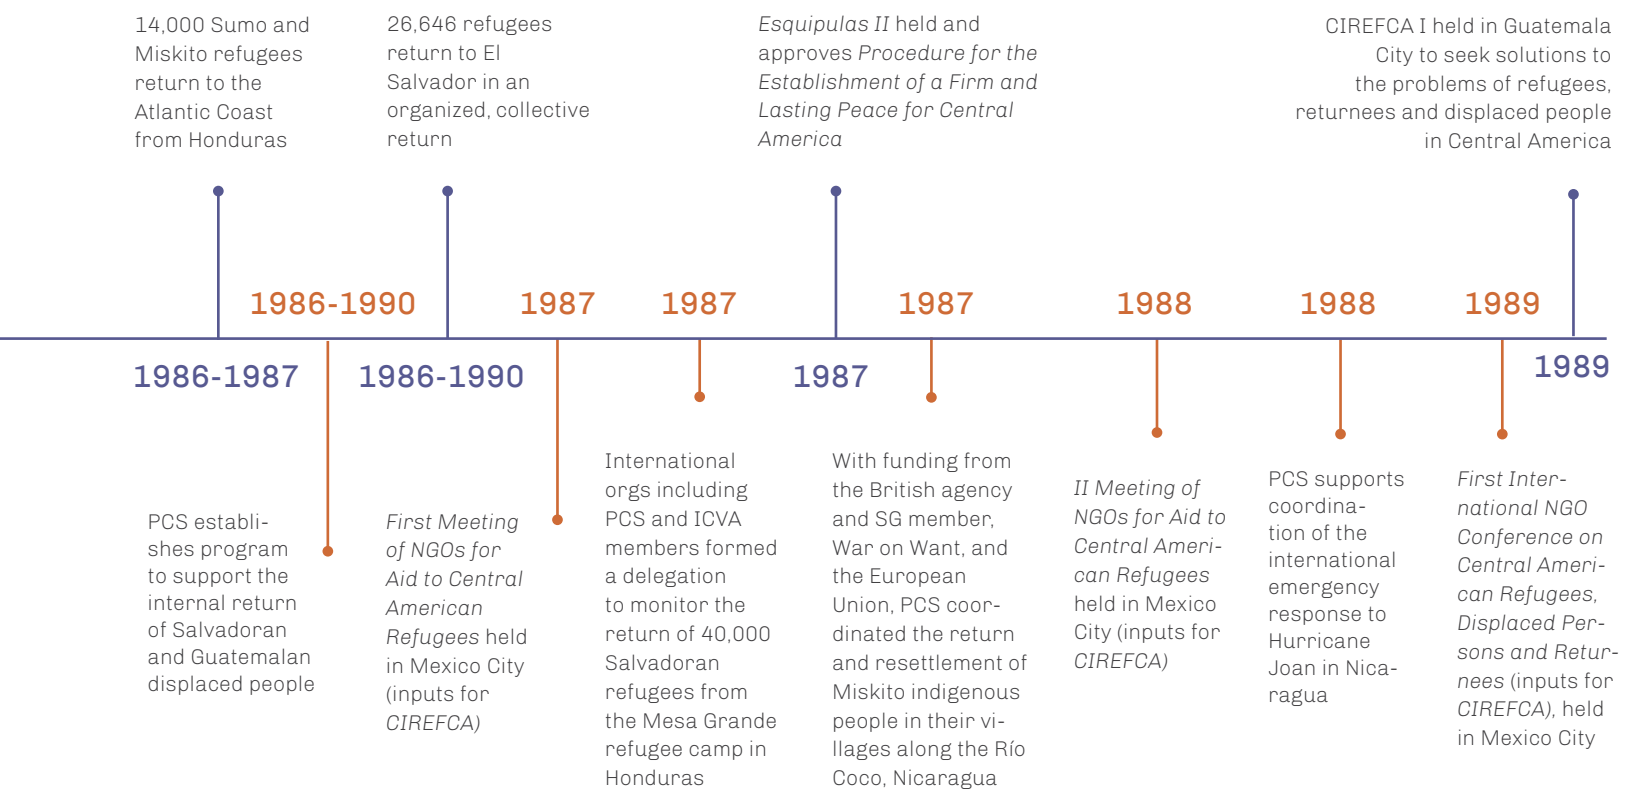 14,000 Sumo and
Miskito refugees
return to the
Atlantic Coast
from Honduras
26,646 refugees
return to El
Salvador in an
organized, collective
return
Esquipulas II held and
approves Procedure for the
Establishment of a Firm and
Lasting Peace for Central
America
CIREFCA I held in Guatemala
City to seek solutions to
the problems of refugees,
returnees and displaced people
in Central America
1986-1990
1987
1987
1987
1988
1988
1989
1986-1987
1986-1990
1987
1989
PCS establi-
shes program
to support the
internal return
of Salvadoran
and Guatemalan
displaced people
First Meeting
of NGOs for
Aid to Central
American
Refugees held
in Mexico City
(inputs for
CIREFCA)
International
orgs including
PCS and ICVA
members formed
a delegation
to monitor the
return of 40,000
Salvadoran
refugees from
the Mesa Grande
refugee camp in
Honduras
With funding from
the British agency
and SG member,
War on Want, and
the European
Union, PCS coor-
dinated the return
and resettlement of
Miskito indigenous
people in their vi-
llages along the Río
Coco, Nicaragua
II Meeting of
NGOs for Aid to
Central Ameri-
can Refugees
held in Mexico
City (inputs for
CIREFCA)
PCS supports
coordina-
tion of the
international
emergency
response to
Hurricane
Joan in Nica-
ragua
First Inter-
national NGO
Conference on
Central Ameri-
can Refugees,
Displaced Per-
sons and Retur-
nees (inputs for
CIREFCA), held
in Mexico City